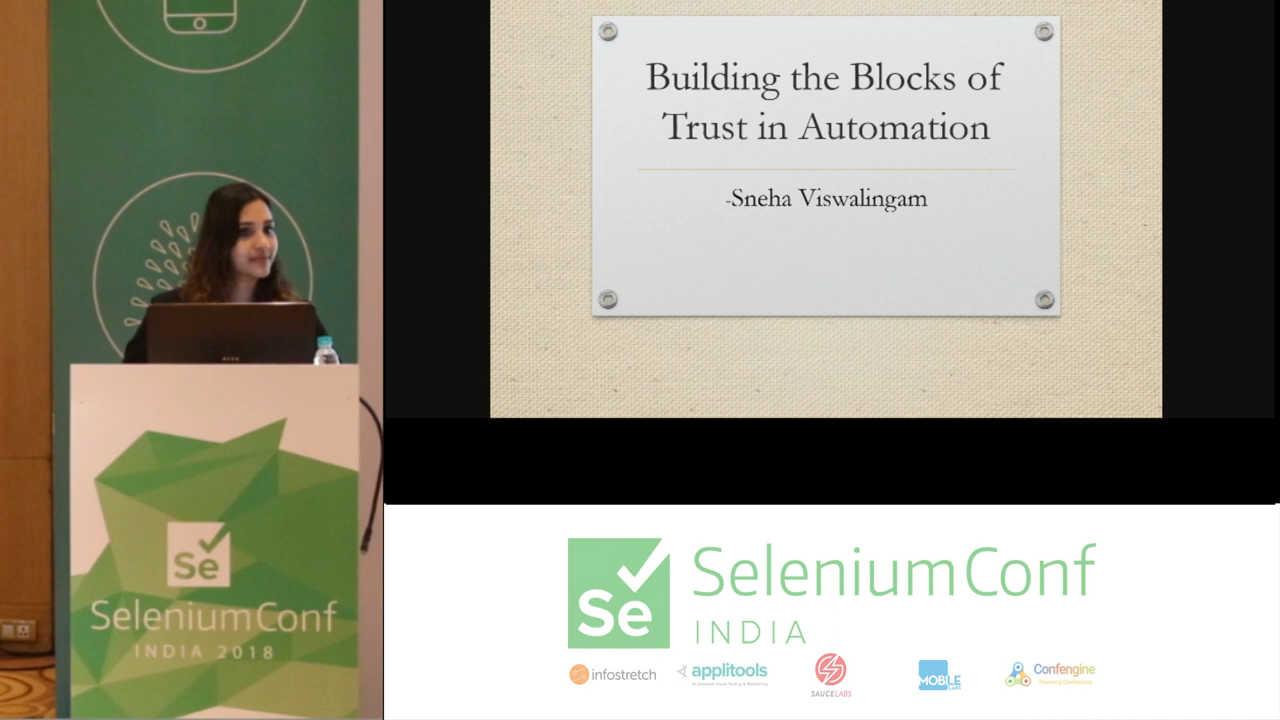 Building the Blocks of
Trust in Automation
-Sneha Viswalingam
Se
SeleniumConf
INDIA 2018
Se
SeleniumConf
INDIA
infostretch
applitools
SAUCELABS
MOBILE
LABS
Confengine